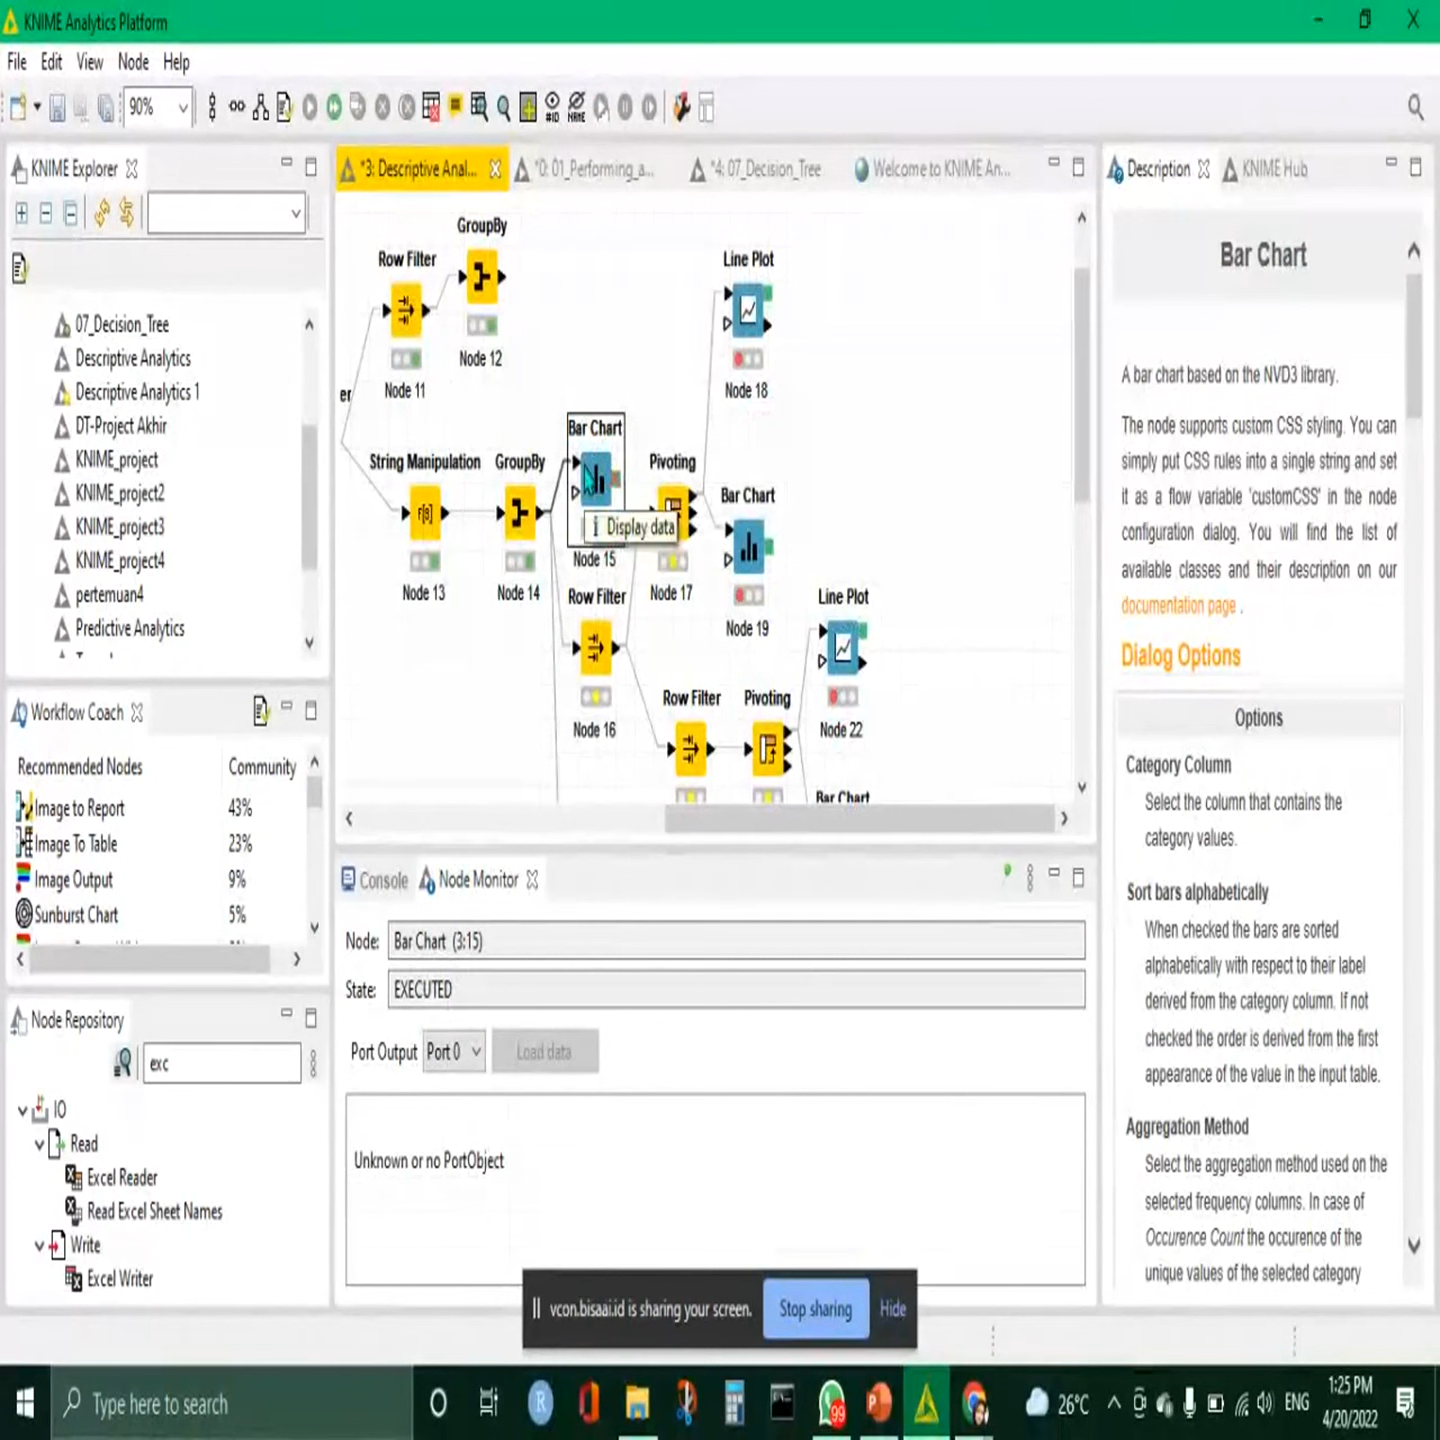 KNIME Analytics Platform
File Edit View Node Help
90%
#ID
NAME
KNIME Explorer
07_Decision_Tree
Descriptive Analytics
Descriptive Analytics 1
DT-Project Akhir
KNIME_project
KNIME_project2
KNIME_project3
KNIME_project4
pertemuan4
Predictive Analytics
Workflow Coach
Recommended Nodes Community
Image to Report 43%
Image To Table 23%
Image Output 9%
Sunburst Chart 5%
Node Repository
exc
IO
Read
Excel Reader
Read Excel Sheet Names
Write
Excel Writer
*3: Descriptive Anal... *0: 01_Performing_a... *4: 07_Decision_Tree Welcome to KNIME An...
GroupBy
Row Filter
Line Plot
Node 12
Node 11
Node 18
er
Bar Chart
String Manipulation GroupBy Pivoting
Bar Chart
i Display data
Node 15
Node 13 Node 14 Node 17
Row Filter Line Plot
Node 19
Row Filter Pivoting
Node 16 Node 22
Bar Chart
Console Node Monitor
Node: Bar Chart (3:15)
State: EXECUTED
Port Output Port 0 Load data
Unknown or no PortObject
Description KNIME Hub
Bar Chart
A bar chart based on the NVD3 library.
The node supports custom CSS styling. You can
simply put CSS rules into a single string and set
it as a flow variable 'customCSS' in the node
configuration dialog. You will find the list of
available classes and their description on our
documentation page .
Dialog Options
Options
Category Column
Select the column that contains the
category values.
Sort bars alphabetically
When checked the bars are sorted
alphabetically with respect to their label
derived from the category column. If not
checked the order is derived from the first
appearance of the value in the input table.
Aggregation Method
Select the aggregation method used on the
selected frequency columns. In case of
Occurence Count the occurence of the
unique values of the selected category
vcon.bisaai.id is sharing your screen. Stop sharing Hide
Type here to search
R
99
P
26°C
ENG
1:25 PM
4/20/2022